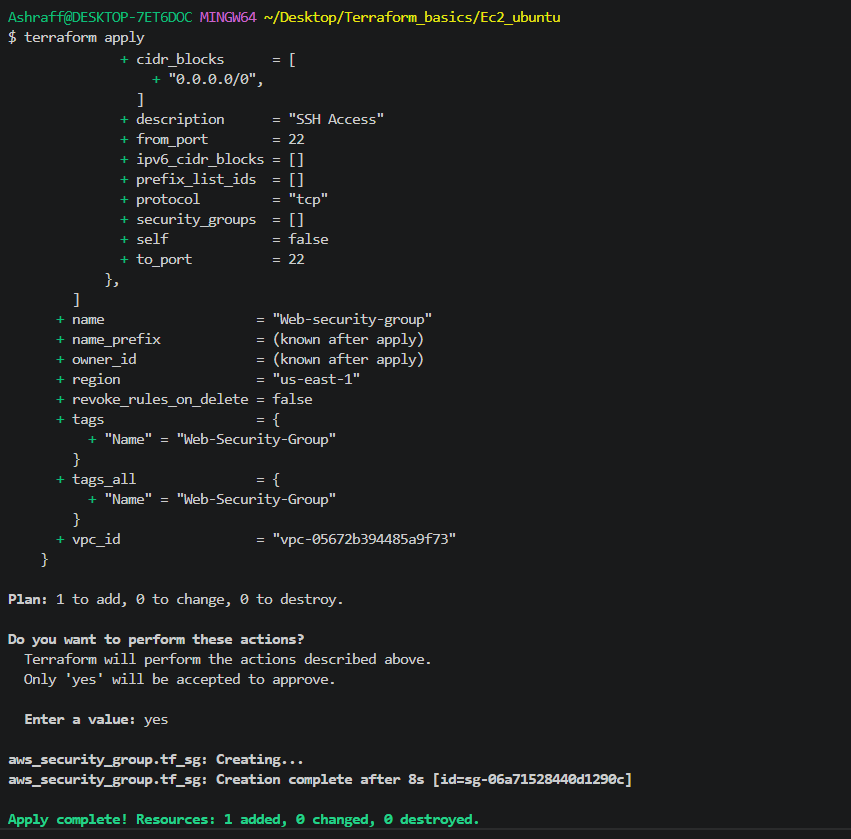 Ashraff@DESKTOP-7ET6DOC MINGW64 ~/Desktop/Terraform_basics/Ec2_ubuntu
$ terraform apply
              + cidr_blocks      = [
                  + "0.0.0.0/0",
                ]
              + description      = "SSH Access"
              + from_port        = 22
              + ipv6_cidr_blocks = []
              + prefix_list_ids  = []
              + protocol         = "tcp"
              + security_groups  = []
              + self             = false
              + to_port          = 22
            },
        ]
      + name                   = "Web-security-group"
      + name_prefix            = (known after apply)
      + owner_id               = (known after apply)
      + region                 = "us-east-1"
      + revoke_rules_on_delete = false
      + tags                   = {
          + "Name" = "Web-Security-Group"
        }
      + tags_all               = {
          + "Name" = "Web-Security-Group"
        }
      + vpc_id                 = "vpc-05672b394485a9f73"
    }

Plan: 1 to add, 0 to change, 0 to destroy.

Do you want to perform these actions?
  Terraform will perform the actions described above.
  Only 'yes' will be accepted to approve.

  Enter a value: yes

aws_security_group.tf_sg: Creating...
aws_security_group.tf_sg: Creation complete after 8s [id=sg-06a71528440d1290c]

Apply complete! Resources: 1 added, 0 changed, 0 destroyed.